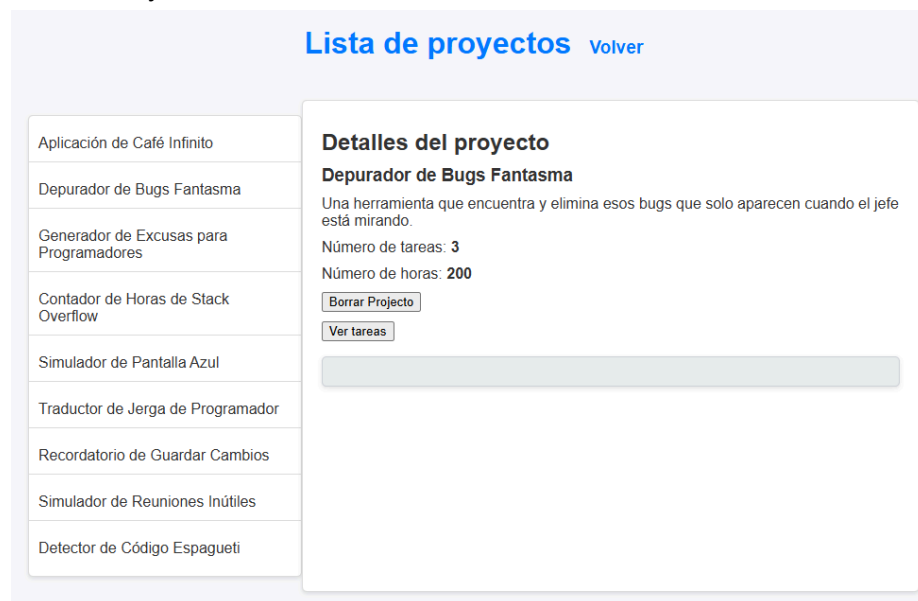 Lista de proyectos Volver
Aplicación de Café Infinito
Depurador de Bugs Fantasma
Generador de Excusas para
Programadores
Contador de Horas de Stack
Overflow
Simulador de Pantalla Azul
Traductor de Jerga de Programador
Recordatorio de Guardar Cambios
Simulador de Reuniones Inútiles
Detector de Código Espagueti
Detalles del proyecto
Depurador de Bugs Fantasma
Una herramienta que encuentra y elimina esos bugs que solo aparecen cuando el jefe
está mirando.
Número de tareas: 3
Número de horas: 200
Borrar Projecto
Ver tareas